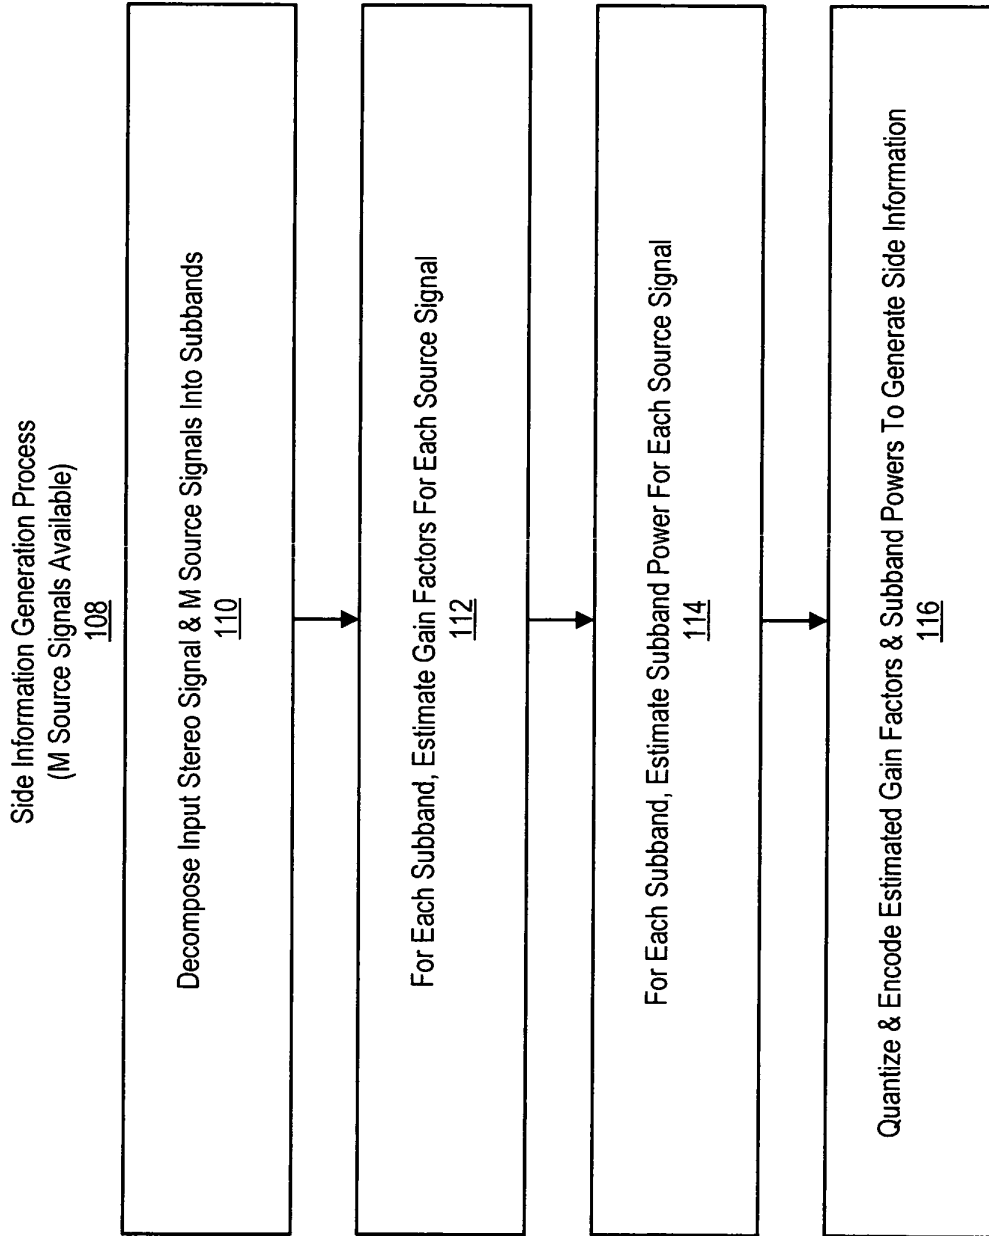 Side Information Generation Process
(M Source Signals Available)
108
Decompose Input Stereo Signal & M Source Signals Into Subbands
110
For Each Subband, Estimate Gain Factors For Each Source Signal
112
For Each Subband, Estimate Subband Power For Each Source Signal
114
Quantize & Encode Estimated Gain Factors & Subband Powers To Generate Side Information
116